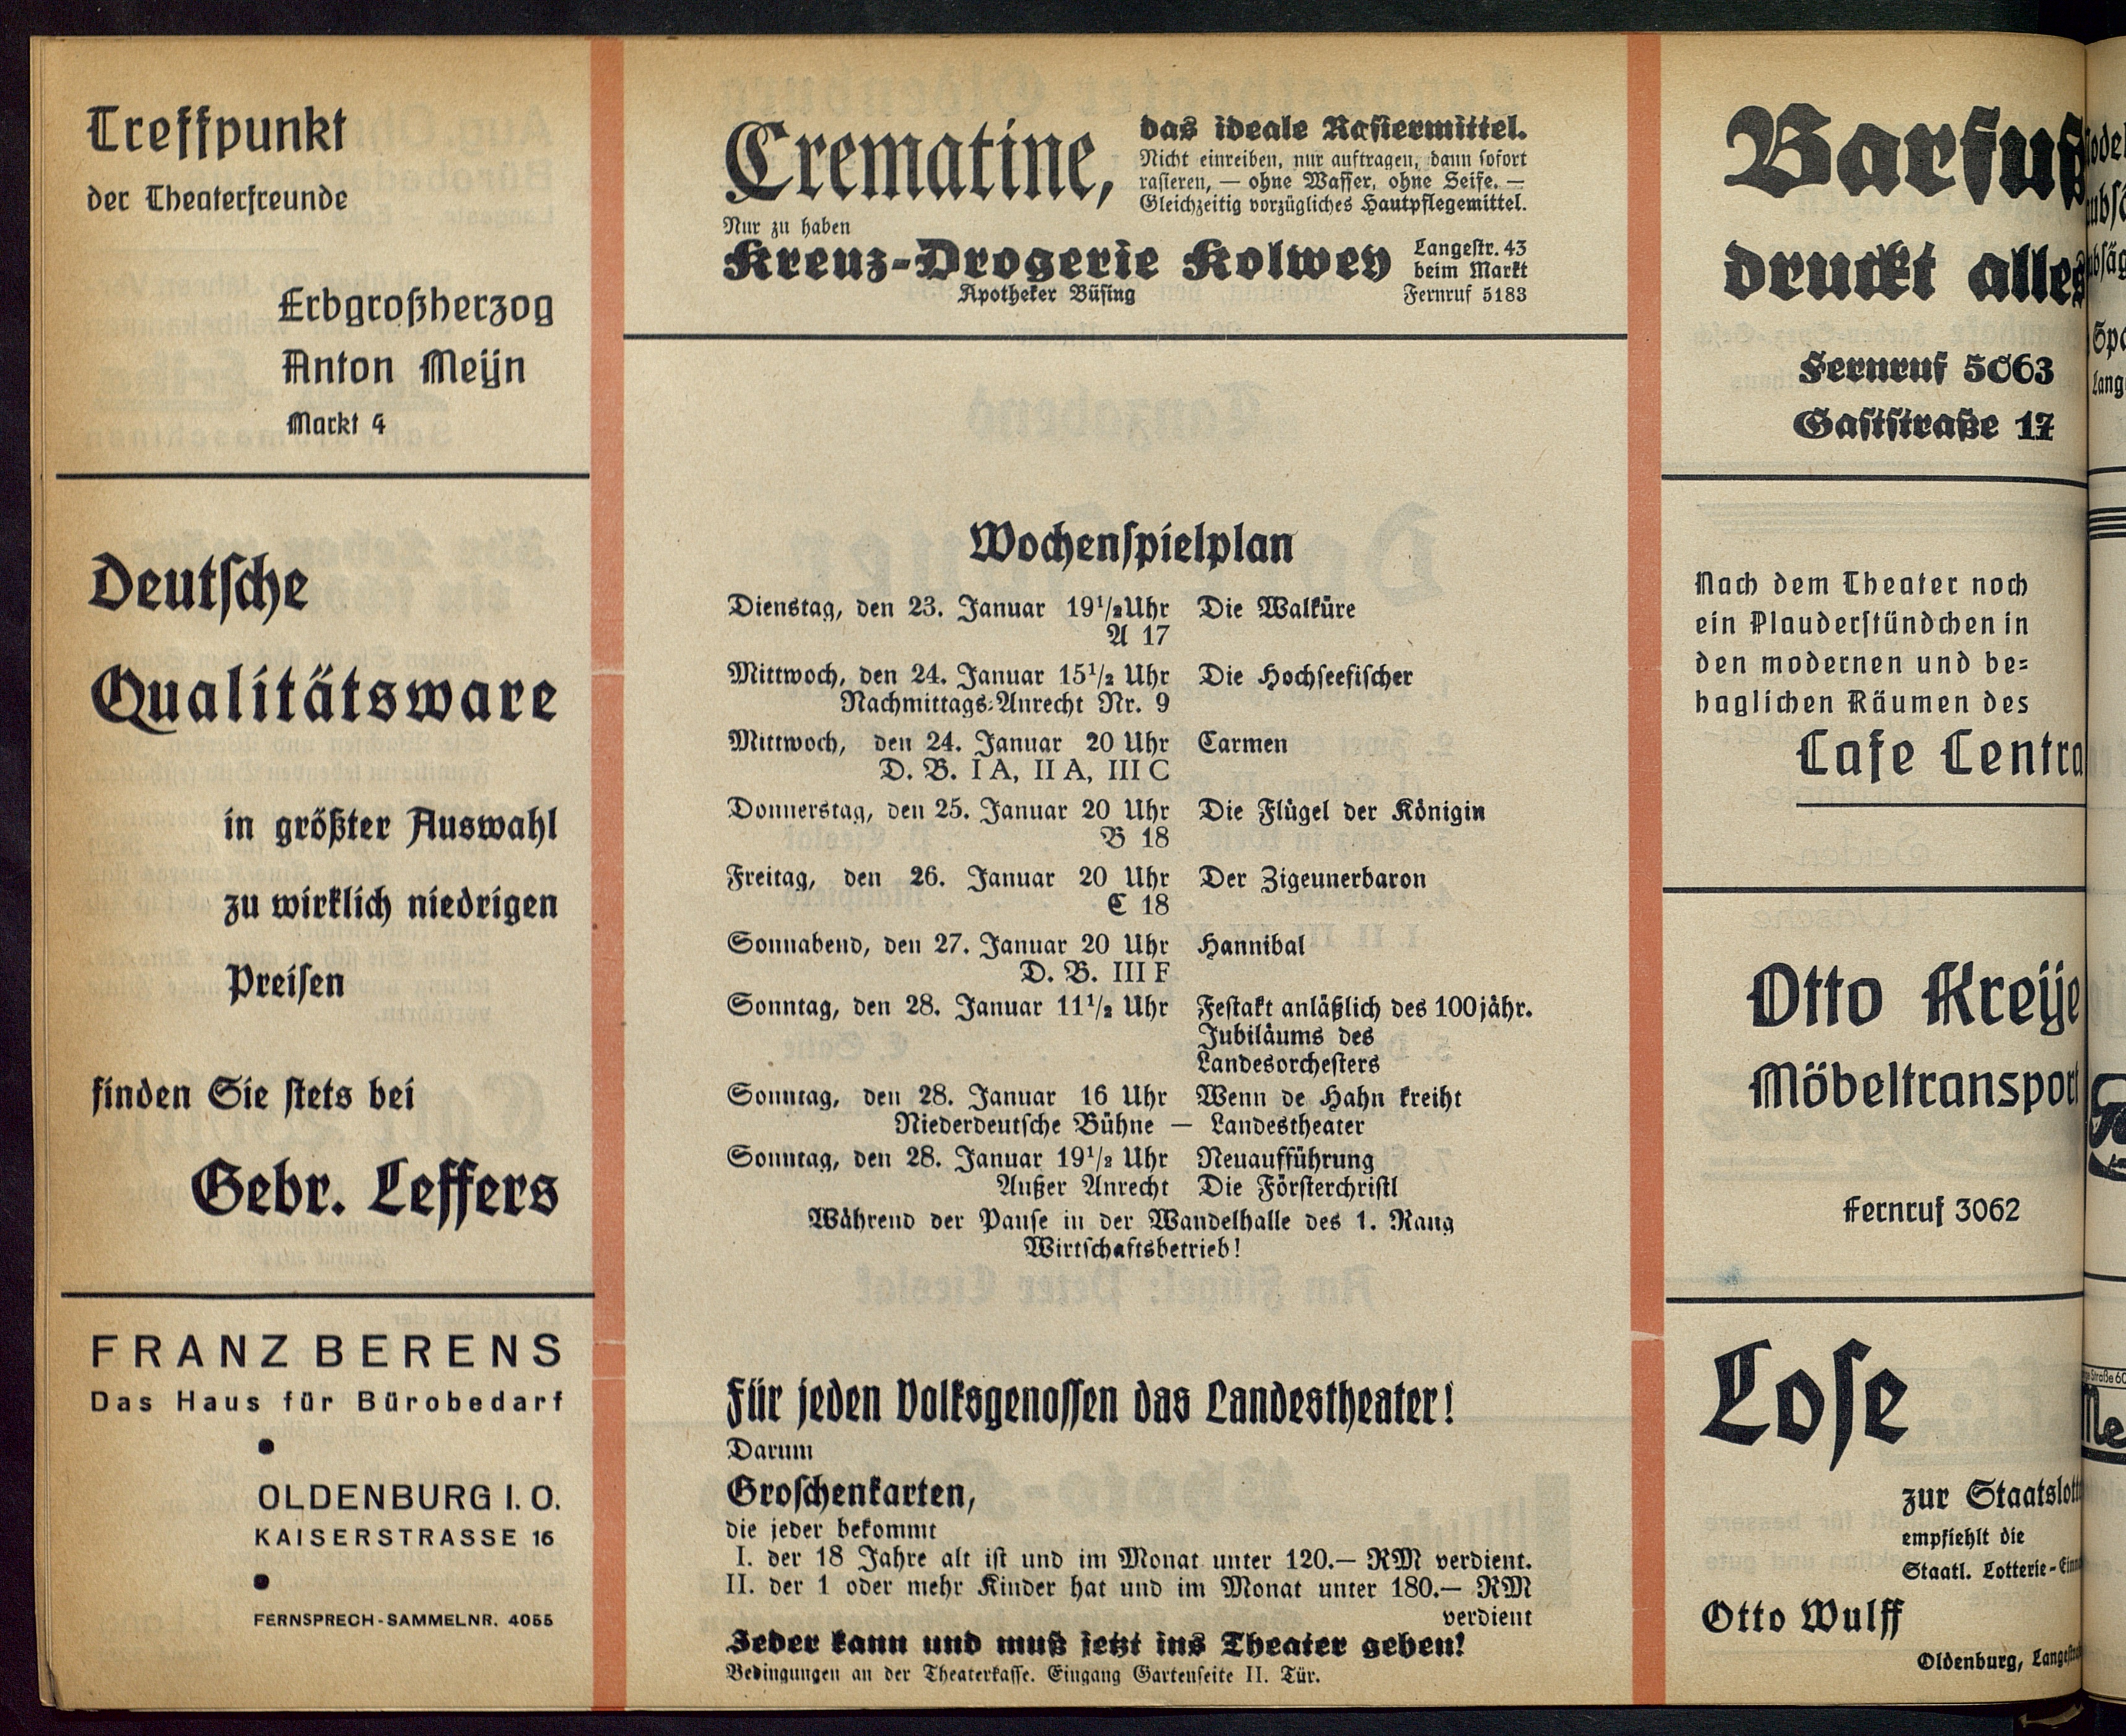 Treffpunkt
der Theaterfreunde
Erbgroßherzog
Anton Meijn
Markt 4
Deutsche
Qualitätsware
in größter Auswahl
zu wirklich niedrigen
Preisen
finden Sie stets bei
Gebr. Leffers
FRANZ BERENS
Das Haus für Bürobedarf
OLDENBURG I. O.
KAISERSTRASSE 16
FERNSPRECH-SAMMELNR. 4055
Crematine,
das ideale Rasiermittel.
Nicht einreiben, nur auftragen, dann sofort
rasieren, — ohne Wasser, ohne Seife. —
Gleichzeitig vorzügliches Hautpflegemittel.
Nur zu haben
Kreuz-Drogerie Kolwey
Apotheker Büsing
Langestr. 43
beim Markt
Fernruf 5183
Wochenspielplan
Dienstag, den 23. Januar 19½ Uhr Die Walküre
A 17
Mittwoch, den 24. Januar 15½ Uhr Die Hochseefischer
Nachmittags-Anrecht Nr. 9
Mittwoch, den 24. Januar 20 Uhr Carmen
D. B. I A, II A, III C
Donnerstag, den 25. Januar 20 Uhr Die Flügel der Königin
B 18
Freitag, den 26. Januar 20 Uhr Der Zigeunerbaron
C 18
Sonnabend, den 27. Januar 20 Uhr Hannibal
D. B. III F
Sonntag, den 28. Januar 11½ Uhr Festakt anläßlich des 100jähr.
Jubiläums des
Landesorchesters
Sonntag, den 28. Januar 16 Uhr Wenn de Hahn kreiht
Niederdeutsche Bühne — Landestheater
Sonntag, den 28. Januar 19½ Uhr Neuaufführung
Außer Anrecht Die Försterchristl
Während der Pause in der Wandelhalle des 1. Rang
Wirtschaftsbetrieb!
Für jeden Volksgenossen das Landestheater!
Darum
Groschenkarten,
die jeder bekommt
I. der 18 Jahre alt ist und im Monat unter 120.— RM verdient.
II. der 1 oder mehr Kinder hat und im Monat unter 180.— RM
verdient
Jeder kann und muß jetzt ins Theater gehen!
Bedingungen an der Theaterkasse. Eingang Gartenseite II. Tür.
Barfuß
druckt alles
Fernruf 5063
Gaststraße 17
Nach dem Theater noch
ein Plauderstündchen in
den modernen und be-
haglichen Räumen des
Cafe Centra
Otto Kreije
Möbeltransport
Fernruf 3062
Lose
zur Staatslott
empfiehlt die
Staatl. Lotterie-Ein
Otto Wulff
Oldenburg, Langest